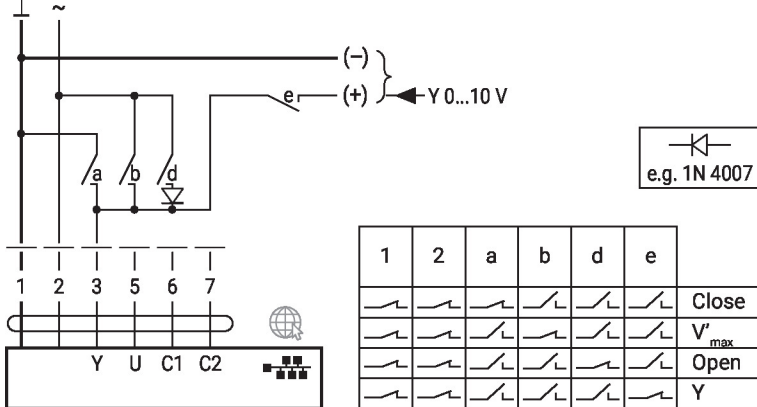 ⊥ ~
(–)
e (+) Y 0...10 V
a b d
e.g. 1N 4007
1 2 3 5 6 7
Y U C1 C2
1 2 a b d e
Close
V'max
Open
Y